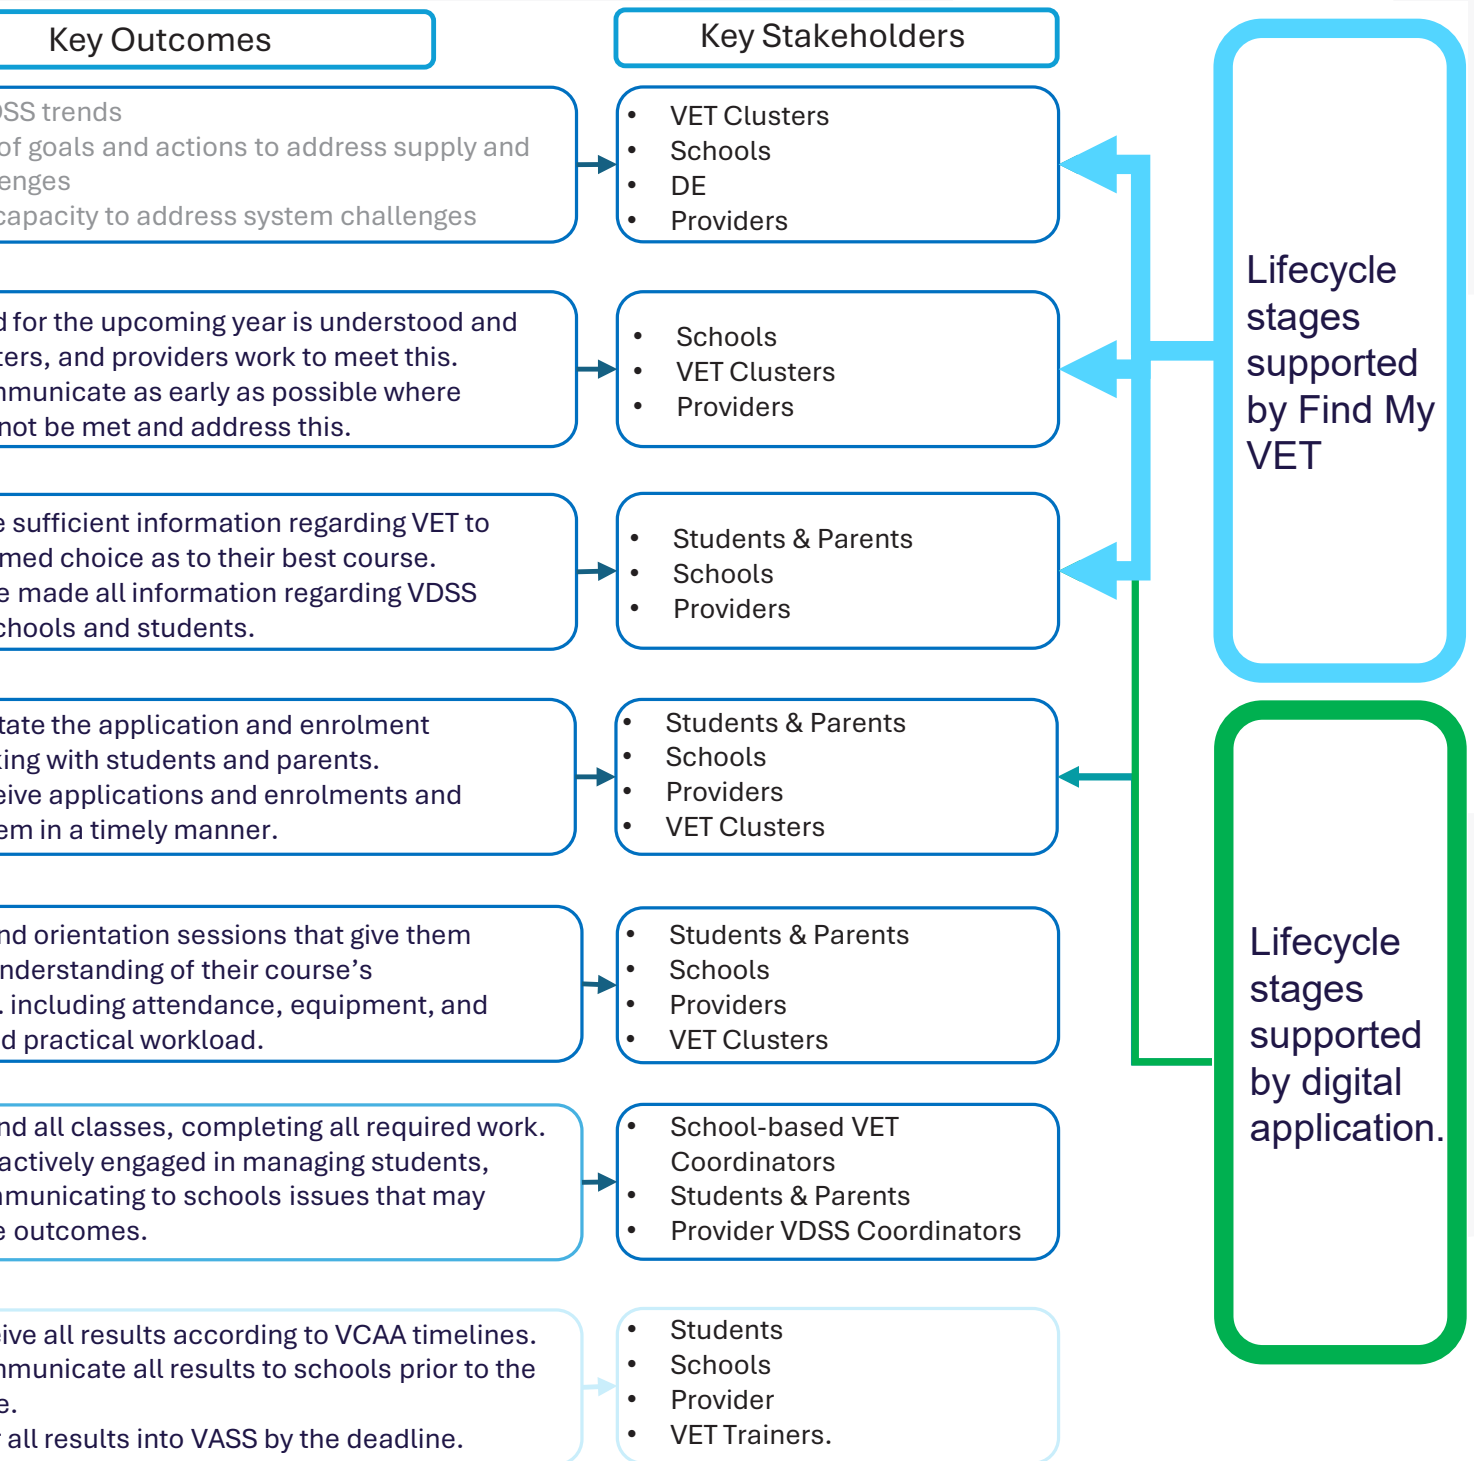 Key Outcomes
Key Stakeholders
SS trends
of goals and actions to address supply and
enges
capacity to address system challenges
• VET Clusters
• Schools
• DE
• Providers
for the upcoming year is understood and
ters, and providers work to meet this.
mmunicate as early as possible where
not be met and address this.
• Schools
• VET Clusters
• Providers
sufficient information regarding VET to
med choice as to their best course.
e made all information regarding VDSS
chools and students.
• Students & Parents
• Schools
• Providers
tate the application and enrolment
king with students and parents.
eive applications and enrolments and
em in a timely manner.
• Students & Parents
• Schools
• Providers
• VET Clusters
nd orientation sessions that give them
nderstanding of their course's
. including attendance, equipment, and
d practical workload.
• Students & Parents
• Schools
• Providers
• VET Clusters
nd all classes, completing all required work.
actively engaged in managing students,
mmunicating to schools issues that may
e outcomes.
• School-based VET
Coordinators
• Students & Parents
• Provider VDSS Coordinators
eive all results according to VCAA timelines.
mmunicate all results to schools prior to the
e.
r all results into VASS by the deadline.
• Students
• Schools
• Provider
• VET Trainers.
Lifecycle
stages
supported
by Find My
VET
Lifecycle
stages
supported
by digital
application.